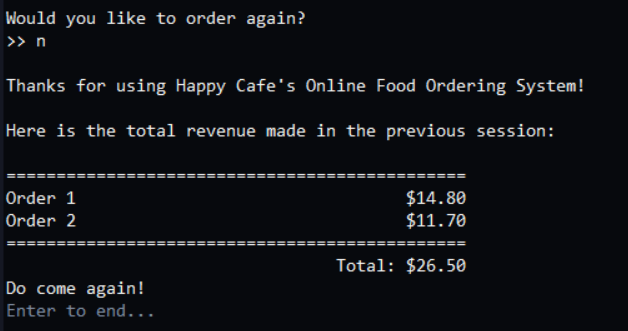 Would you like to order again?
>> n
Thanks for using Happy Cafe's Online Food Ordering System!
Here is the total revenue made in the previous session:
==============================================
Order 1 $14.80
Order 2 $11.70
==============================================
Total: $26.50
Do come again!
Enter to end...